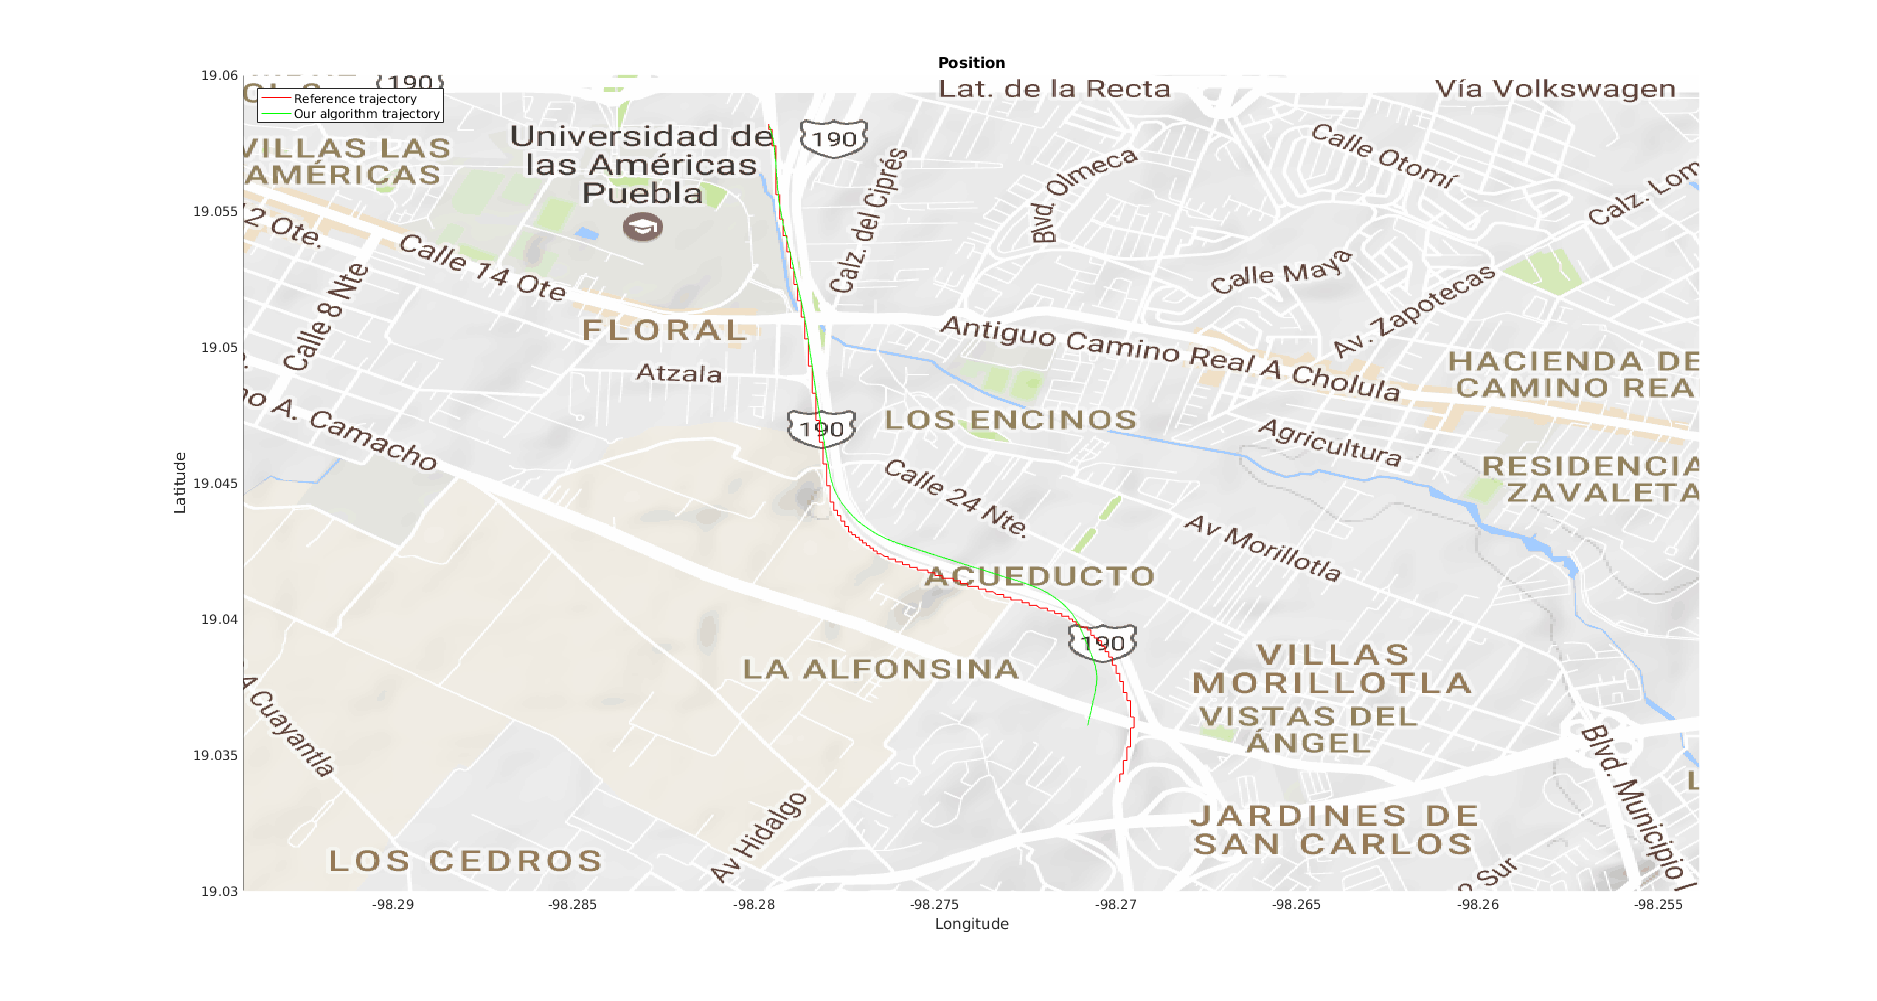 Position
19.06
19.055
19.05
19.045
19.04
19.035
19.03
Latitude
-98.29
-98.285
-98.28
-98.275
-98.27
-98.265
-98.26
-98.255
Longitude
Reference trajectory
Our algorithm trajectory
190
Lat. de la Recta
Vía Volkswagen
Universidad de
las Américas
Puebla
190
VILLAS LAS
AMÉRICAS
Calz. del Ciprés
Blvd. Olmeca
Calle Otomí
Calz. Lom
2 Ote.
Calle 14 Ote
Calle 8 Nte
Calle Maya
Av. Zapotecas
FLORAL
Atzala
Antiguo Camino Real A Cholula
HACIENDA DE
CAMINO REA
no A. Camacho
190
LOS ENCINOS
Agricultura
Calle 24 Nte.
RESIDENCIA
ZAVALETA
Av Morillotla
ACUEDUCTO
190
LA ALFONSINA
VILLAS
MORILLOTLA
VISTAS DEL
ÁNGEL
Cuayantla
Blvd. Municipio
Av Hidalgo
JARDINES DE
SAN CARLOS
LOS CEDROS
Sur
L